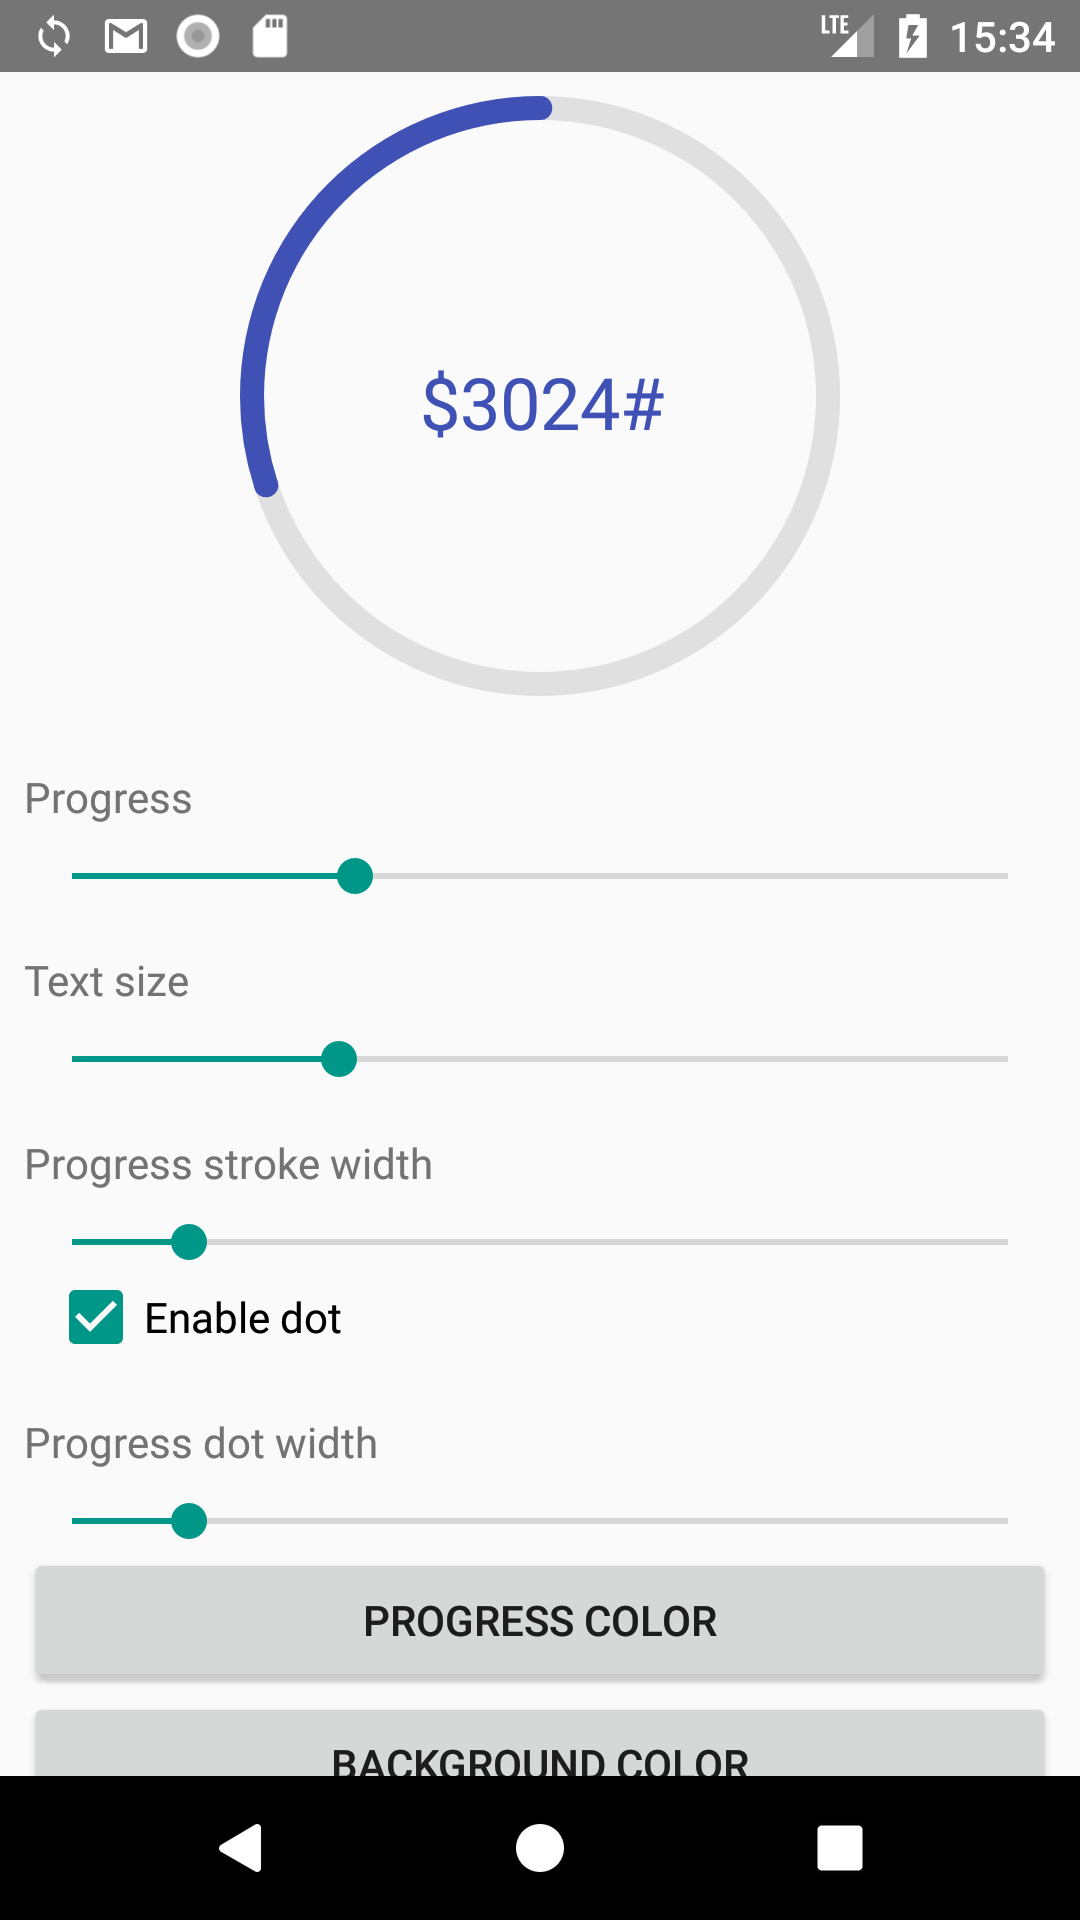 LTE 15:34
$3024#
Progress
Text size
Progress stroke width
Enable dot
Progress dot width
PROGRESS COLOR
BACKGROUND COLOR